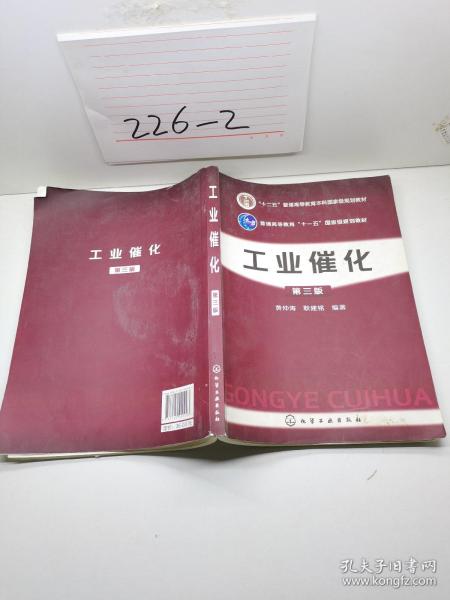 226-2
工业催化
第三版
工业催化
第三版
"十二五"普通高等教育本科国家级规划教材
普通高等教育"十一五"国家级规划教材
工业催化
第三版
黄仲涛 耿建铭 编著
GONGYE CUIHUA
化学工业出版社
孔夫子旧书网
www.kongfz.com